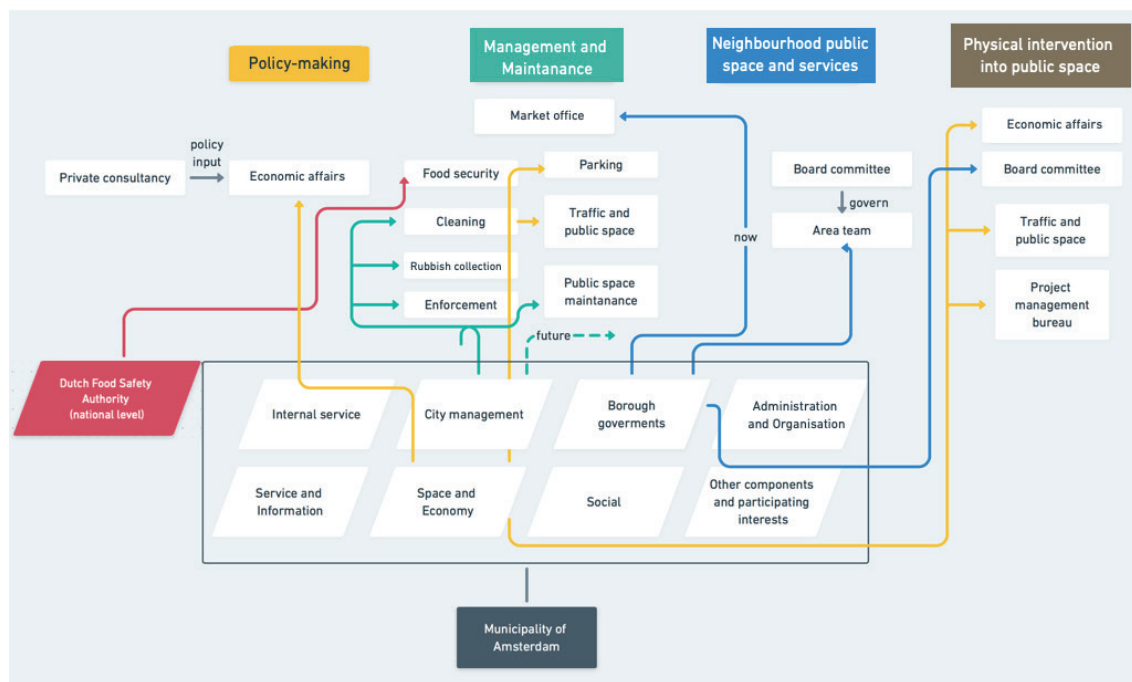 Policy-making
Management and
Maintanance
Neighbourhood public
space and services
Physical intervention
into public space
Market office
Economic affairs
policy
input
Private consultancy
Economic affairs
Food security
Parking
Board committee
Board committee
govern
Cleaning
Traffic and
public space
Area team
now
Traffic and
public space
Rubbish collection
Public space
maintanance
Enforcement
Project
management
bureau
future
Dutch Food Safety
Authority
(national level)
Internal service
City management
Borough
goverments
Administration
and Organisation
Service and
Information
Space and
Economy
Social
Other components
and participating
interests
Municipality of
Amsterdam